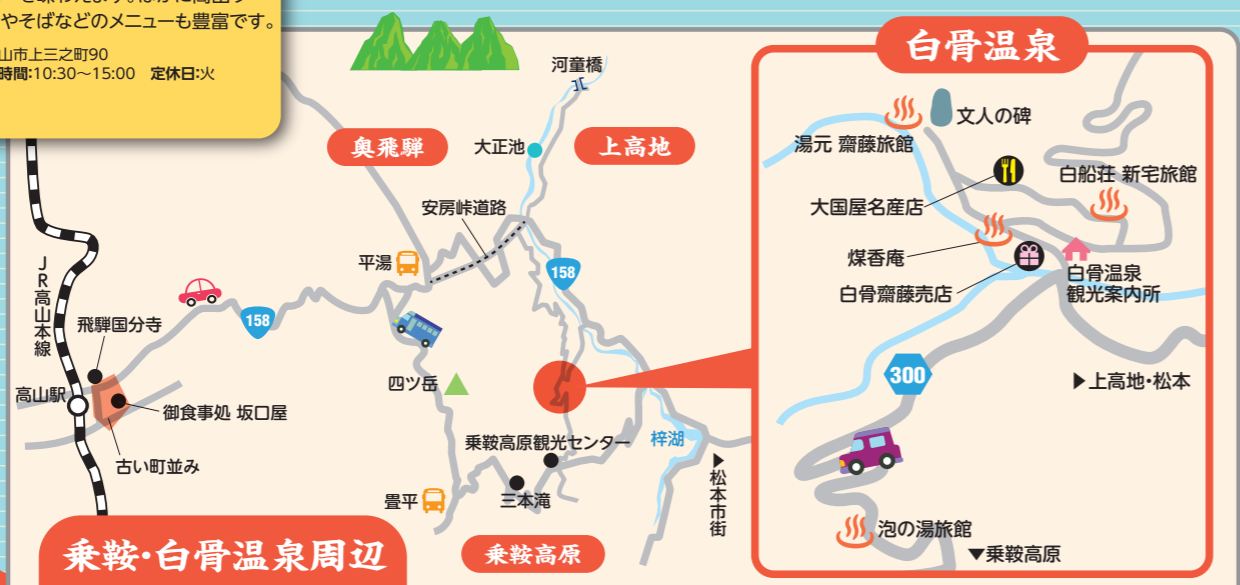 やそばなどのメニューも豊富です。
山市上三之町90
時間:10:30〜15:00 定休日:火
河童橋
奥飛騨
大正池
上高地
安房峠道路
平湯
158
158
JR高山本線
飛騨国分寺
高山駅
御食事処 坂口屋
古い町並み
四ツ岳
乗鞍高原観光センター
梓湖
三本滝
畳平
▶松本市街
乗鞍高原
乗鞍・白骨温泉周辺
白骨温泉
文人の碑
湯元 齋藤旅館
白船荘 新宅旅館
大国屋名産店
煤香庵
白骨齋藤売店
白骨温泉
観光案内所
300
▶上高地・松本
泡の湯旅館
▼乗鞍高原